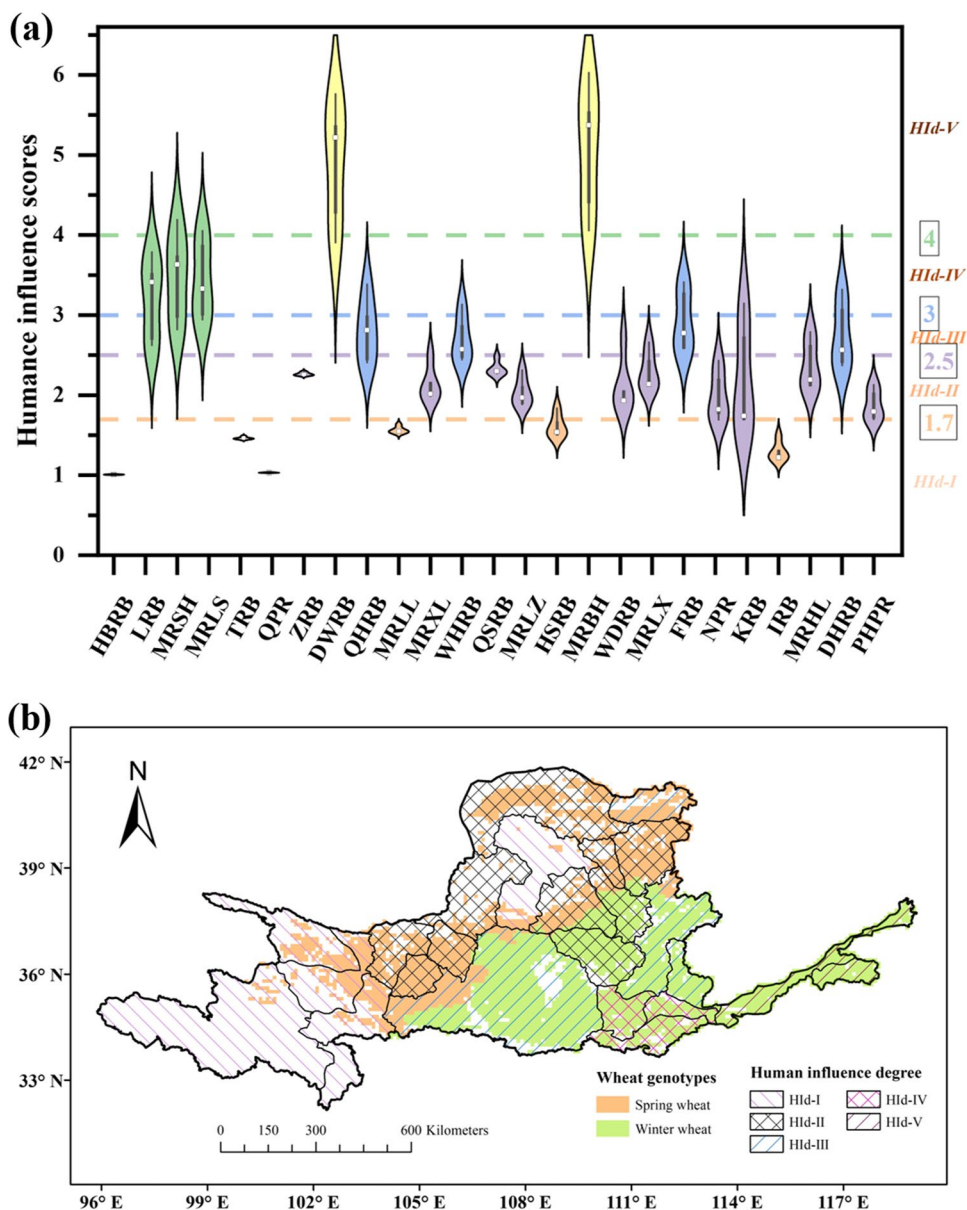 (a)
Humance influence scores
6
5
4
3
2
1
0
HId-V
4
HId-IV
3
HId-III
2.5
HId-II
1.7
HId-I
HBRB
LRB
MRSH
MRLS
TRB
QPR
ZRB
DWRB
QHRB
MRLL
MRXL
WHRB
QSRB
MRLZ
HSRB
MRBH
WDRB
MRLX
FRB
NPR
KRB
IRB
MRHL
DHRB
PHPR
(b)
42° N
39° N
36° N
33° N
N
Wheat genotypes
Spring wheat
Winter wheat
Human influence degree
HId-I
HId-II
HId-III
HId-IV
HId-V
0 150 300 600 Kilometers
96° E 99° E 102° E 105° E 108° E 111° E 114° E 117° E